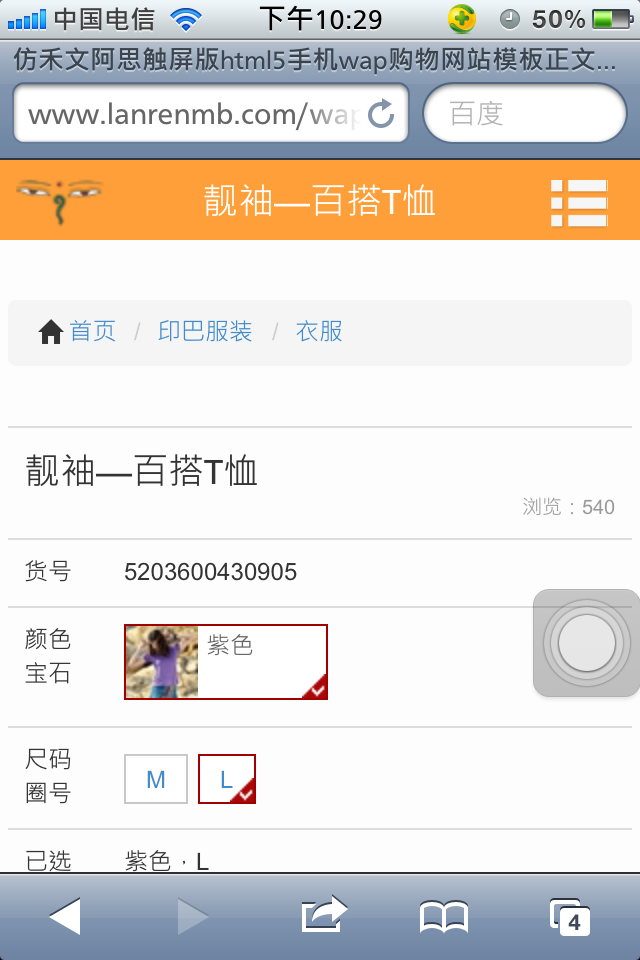 中国电信 下午10:29 50%
仿禾文阿思触屏版html5手机wap购物网站模板正文...
www.lanrenmb.com/wap 百度
靓袖—百搭T恤
首页 / 印巴服装 / 衣服
靓袖—百搭T恤
浏览：540
货号 5203600430905
颜色 紫色
宝石
尺码
圈号 M L
已选 紫色，L
4